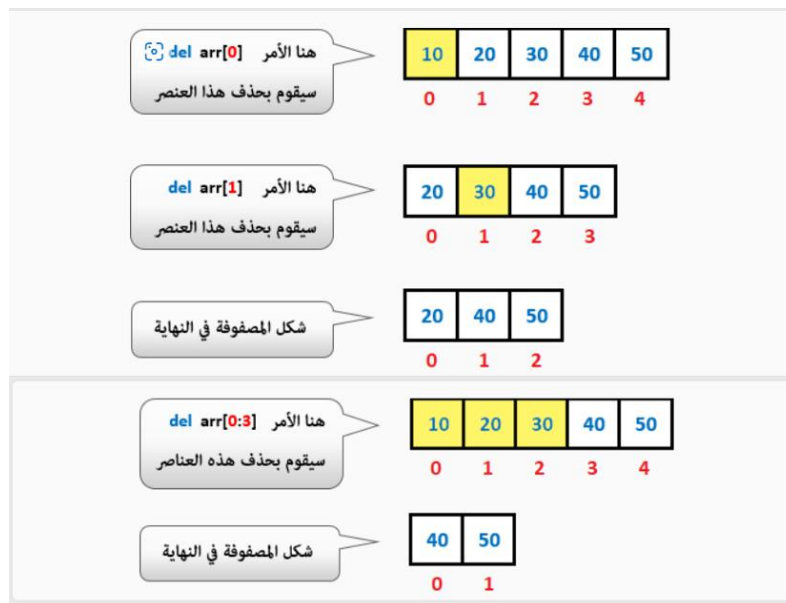 هنا الأمر del arr[0]
سيقوم بحذف هذا العنصر
10 20 30 40 50
0 1 2 3 4
هنا الأمر del arr[1]
سيقوم بحذف هذا العنصر
20 30 40 50
0 1 2 3
شكل المصفوفة في النهاية
20 40 50
0 1 2
هنا الأمر del arr[0:3]
سيقوم بحذف هذه العناصر
10 20 30 40 50
0 1 2 3 4
شكل المصفوفة في النهاية
40 50
0 1